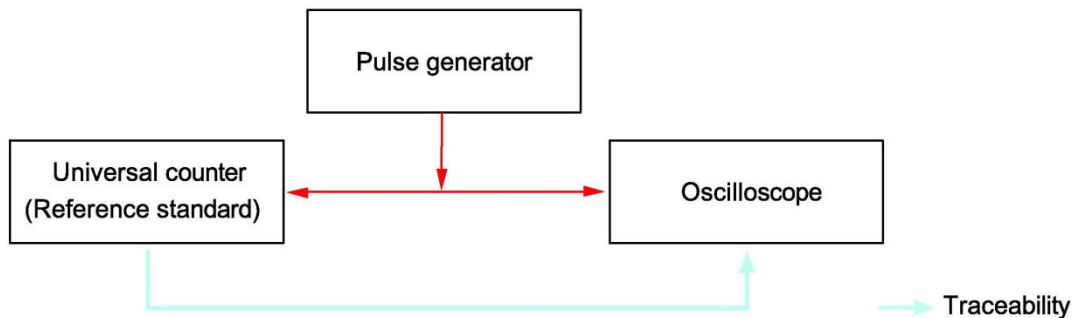 Pulse generator
Universal counter
(Reference standard)
Oscilloscope
Traceability